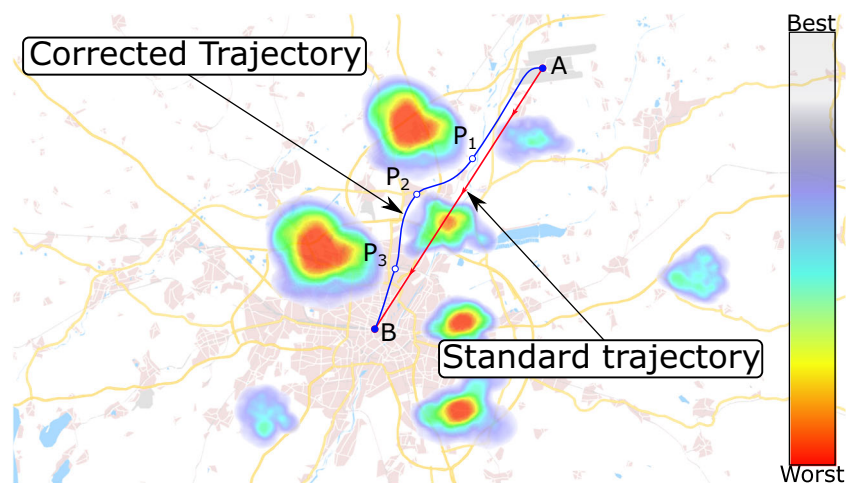 Best
Corrected Trajectory
A
P1
P2
P3
B
Standard trajectory
Worst